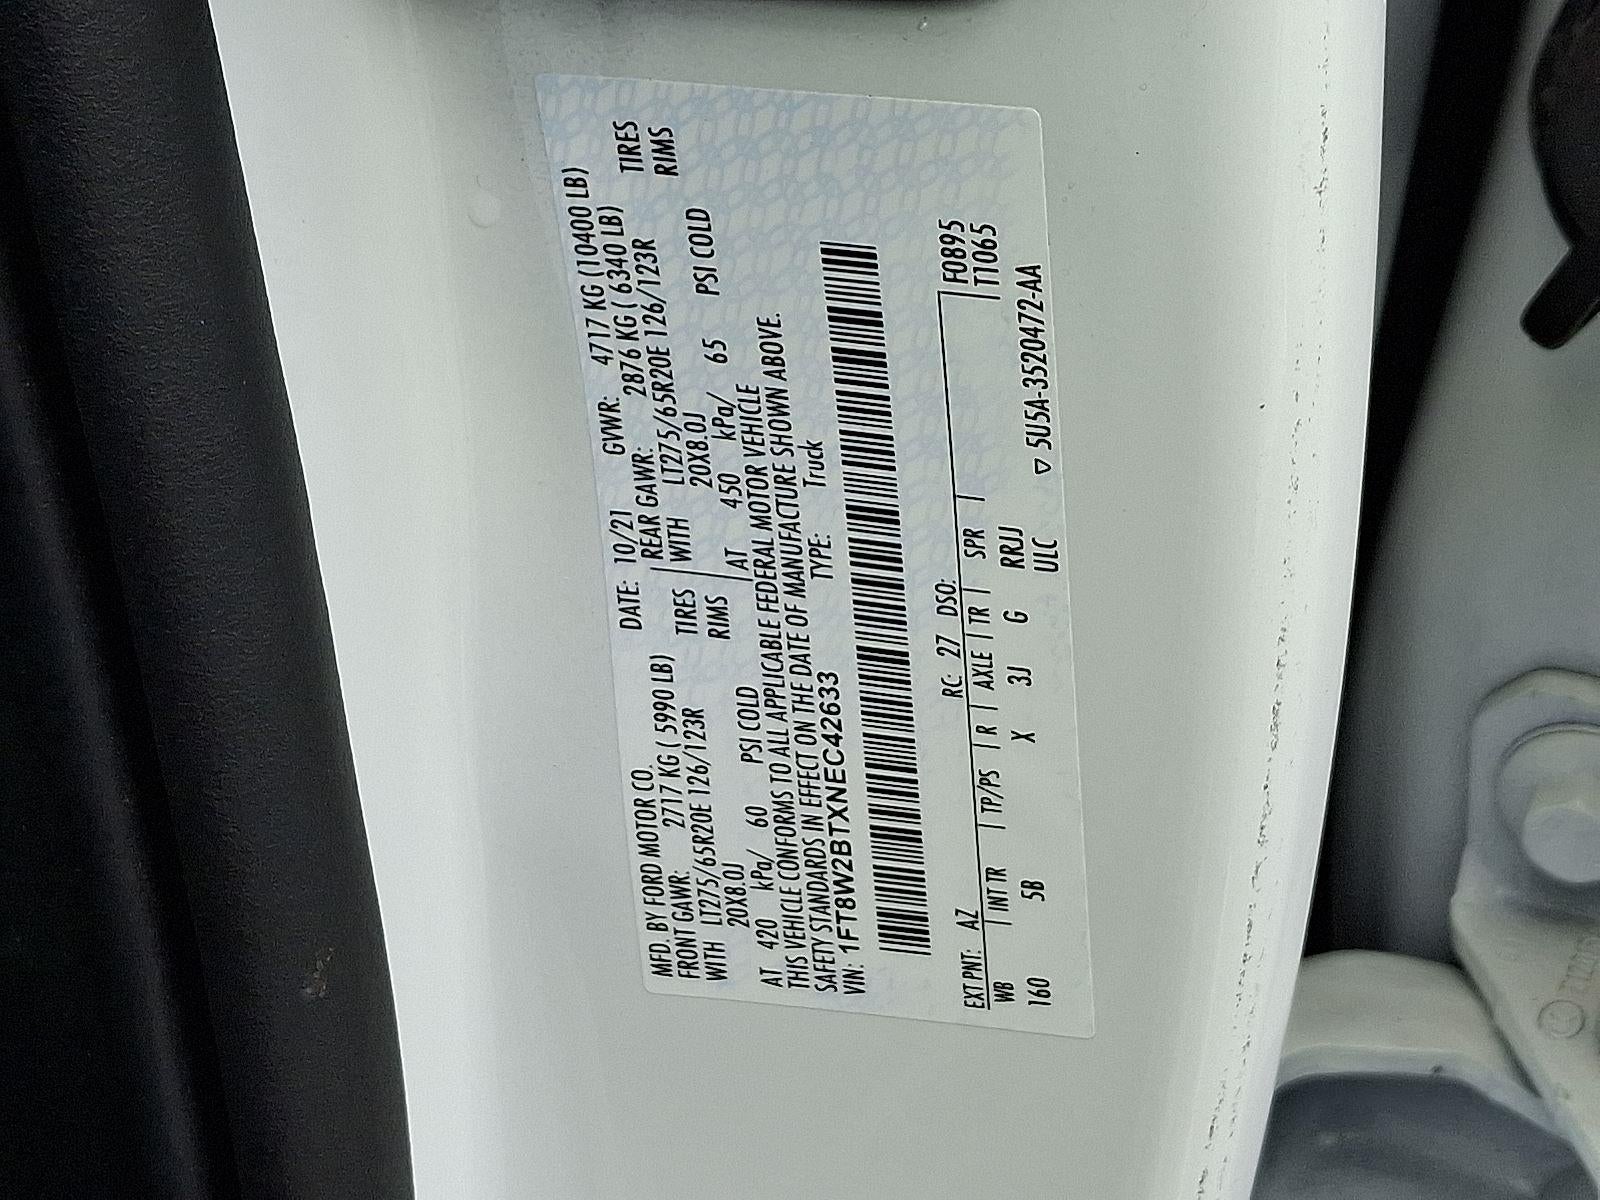 MFD. BY FORD MOTOR CO. DATE: 10/21 GVWR: 4717 KG (10400 LB)
FRONT GAWR: 2717 KG ( 5990 LB) REAR GAWR: 2876 KG ( 6340 LB)
WITH LT275/65R20E 126/123R TIRES WITH LT275/65R20E 126/123R TIRES
20X8.0J RIMS 20X8.0J RIMS
AT 420 kPa/ 60 PSI COLD AT 450 kPa/ 65 PSI COLD
THIS VEHICLE CONFORMS TO ALL APPLICABLE FEDERAL MOTOR VEHICLE
SAFETY STANDARDS IN EFFECT ON THE DATE OF MANUFACTURE SHOWN ABOVE.
VIN: 1FT8W2BTXNEC42633 TYPE: Truck
EXT PNT: AZ RC: 27 DSO: F0895
WB INT TR TP/PS R AXLE TR SPR T1065
160 5B X 3J G RRJJ
ULC ▽ 5U5A-3520472-AA